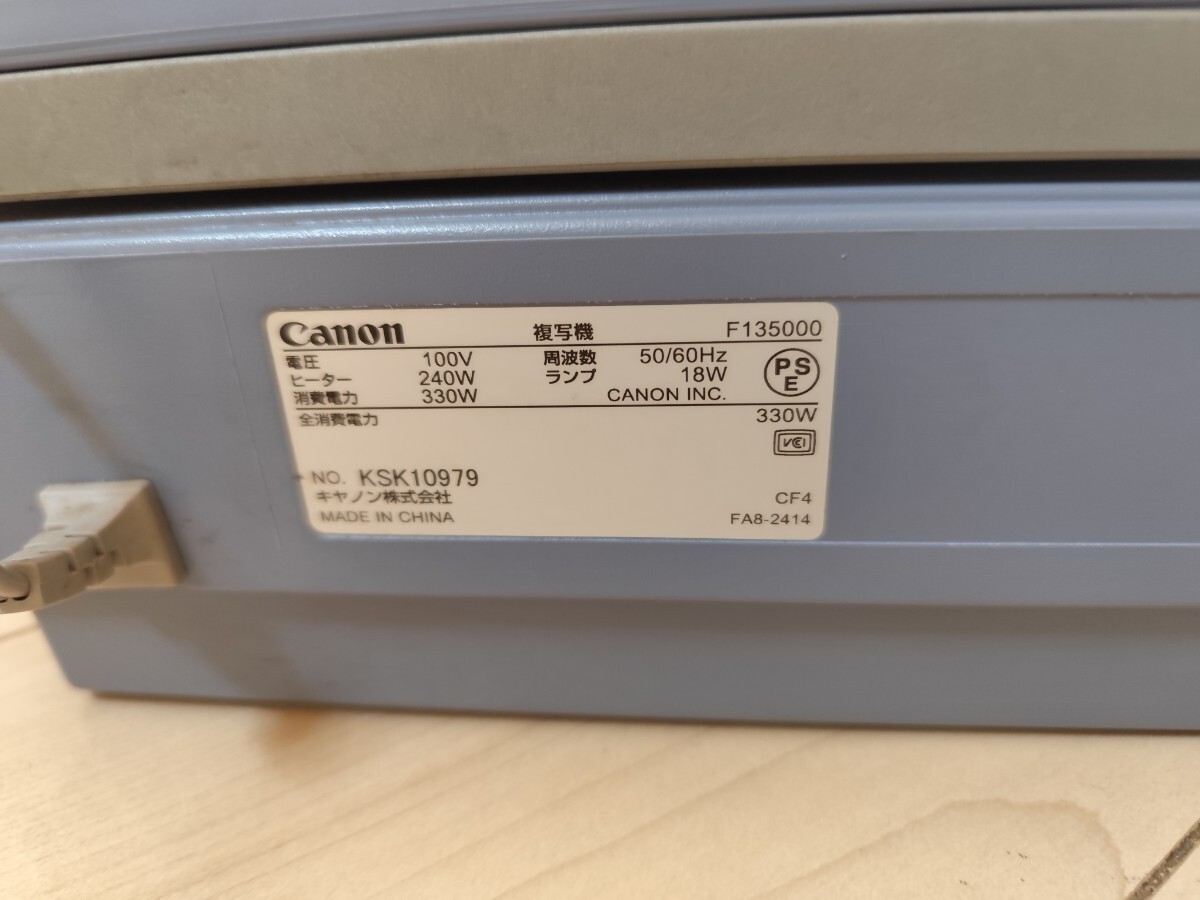 Canon 複写機 F135000
電圧 100V 周波数 50/60Hz
ヒーター 240W ランプ 18W
消費電力 330W CANON INC.
PS
E
全消費電力 330W
VCI
NO. KSK10979
キヤノン株式会社 CF4
MADE IN CHINA FA8-2414